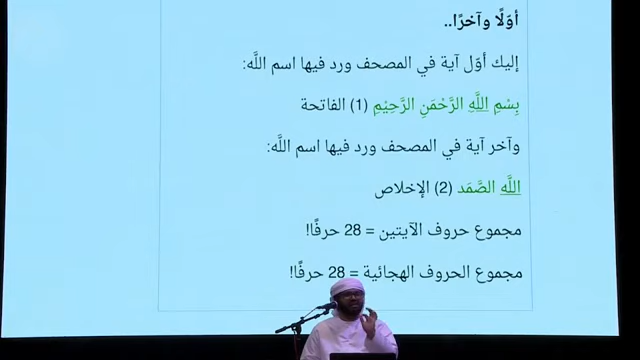 أوّلًا وآخرًا..
إليك أوّل آية في المصحف ورد فيها اسم اللَّه:
بِسْمِ اللَّهِ الرَّحْمَنِ الرَّحِيْمِ (1) الفاتحة
وآخر آية في المصحف ورد فيها اسم اللَّه:
اللَّه الصَّمَد (2) الإخلاص
مجموع حروف الآيتين = 28 حرفًا!
مجموع الحروف الهجائية = 28 حرفًا!